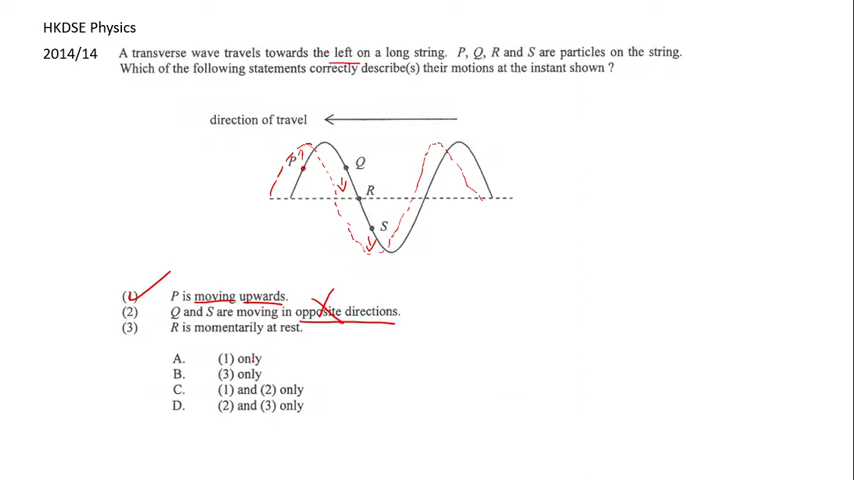 HKDSE Physics
2014/14 A transverse wave travels towards the left on a long string. P, Q, R and S are particles on the string.
Which of the following statements correctly describe(s) their motions at the instant shown ?
direction of travel
P
Q
R
S
(1) P is moving upwards.
(2) Q and S are moving in opposite directions.
(3) R is momentarily at rest.
A. (1) only
B. (3) only
C. (1) and (2) only
D. (2) and (3) only